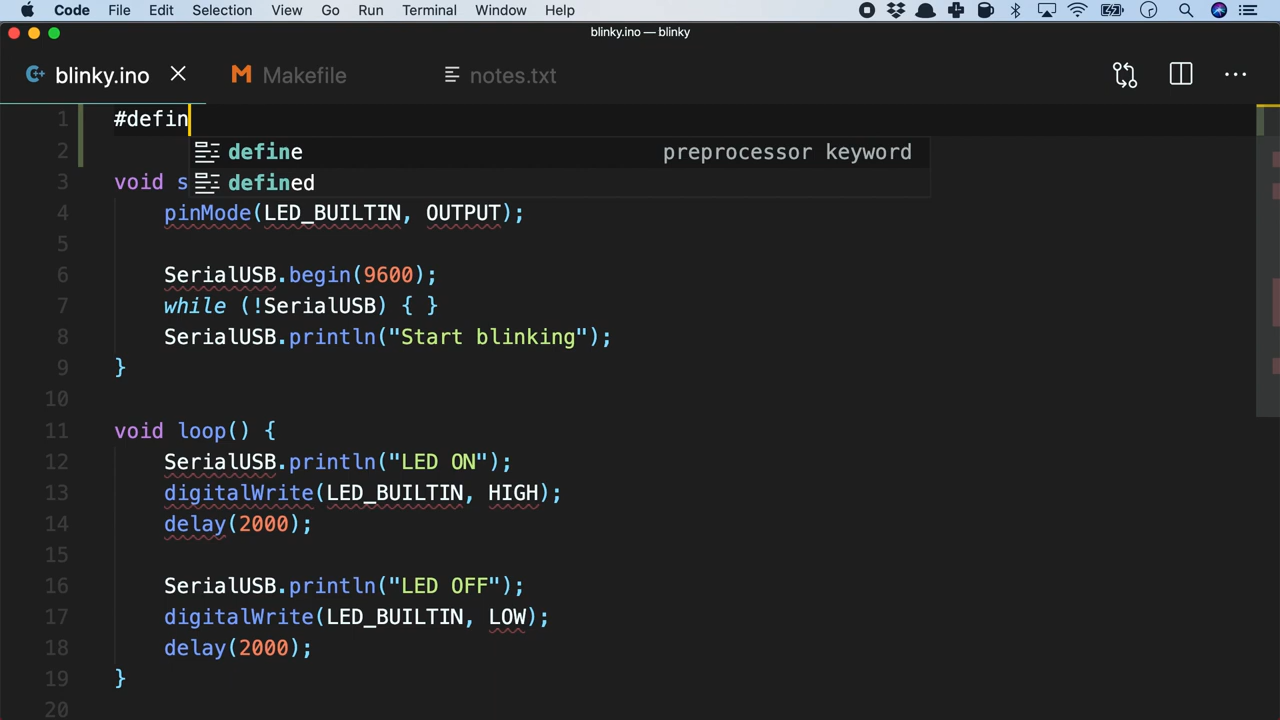 Code File Edit Selection View Go Run Terminal Window Help
blinky.ino — blinky
blinky.ino Makefile notes.txt
1 #defin
define preprocessor keyword
2
defined
3 void s
4 pinMode(LED_BUILTIN, OUTPUT);
5
6 SerialUSB.begin(9600);
7 while (!SerialUSB) { }
8 SerialUSB.println("Start blinking");
9 }
10
11 void loop() {
12 SerialUSB.println("LED ON");
13 digitalWrite(LED_BUILTIN, HIGH);
14 delay(2000);
15
16 SerialUSB.println("LED OFF");
17 digitalWrite(LED_BUILTIN, LOW);
18 delay(2000);
19 }
20